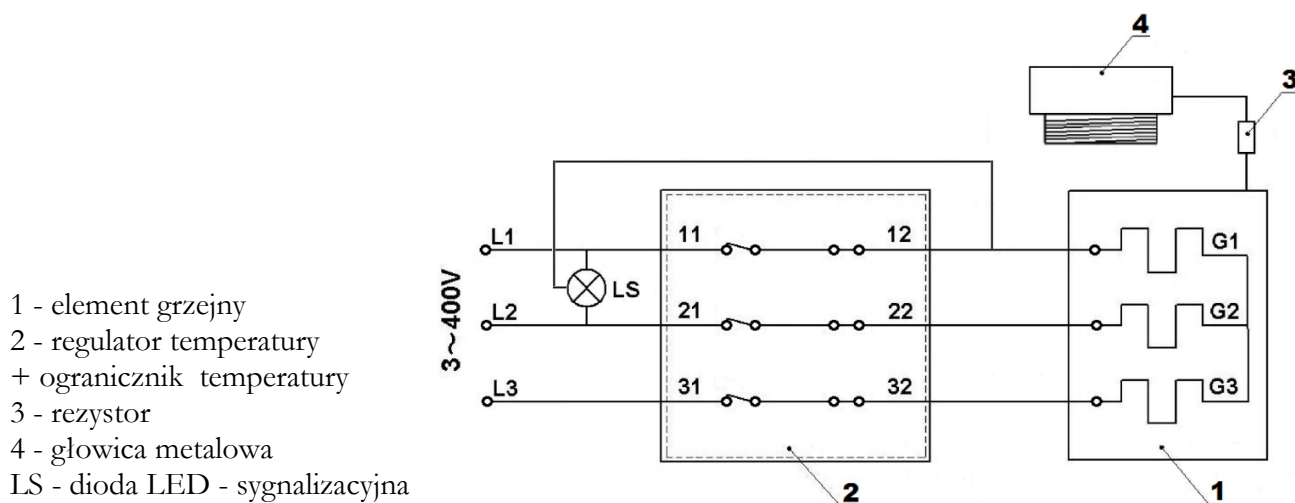 4
3
L1 11 12 G1
LS
L2 21 22 G2
3~400V
L3 31 32 G3
2
1
1 - element grzejny
2 - regulator temperatury
+ ogranicznik temperatury
3 - rezystor
4 - głowica metalowa
LS - dioda LED - sygnalizacyjna